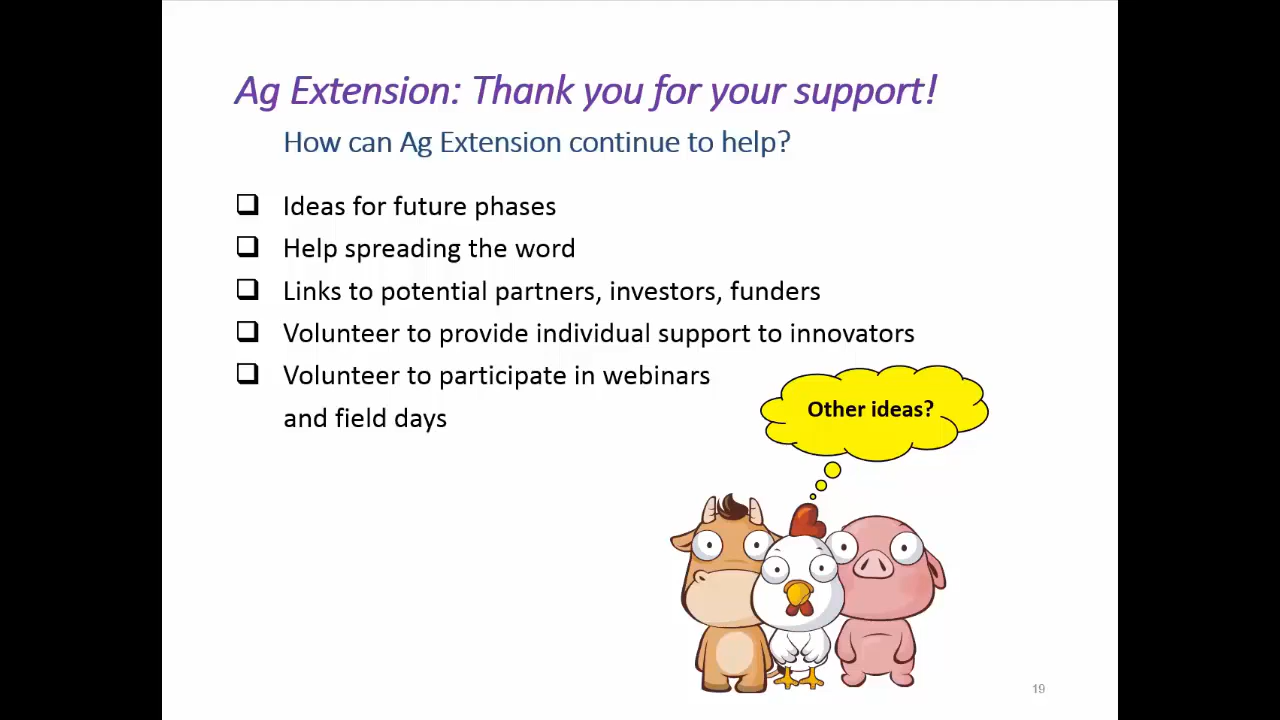 Ag Extension: Thank you for your support!
How can Ag Extension continue to help?
❑ Ideas for future phases
❑ Help spreading the word
❑ Links to potential partners, investors, funders
❑ Volunteer to provide individual support to innovators
❑ Volunteer to participate in webinars
and field days
Other ideas?
19